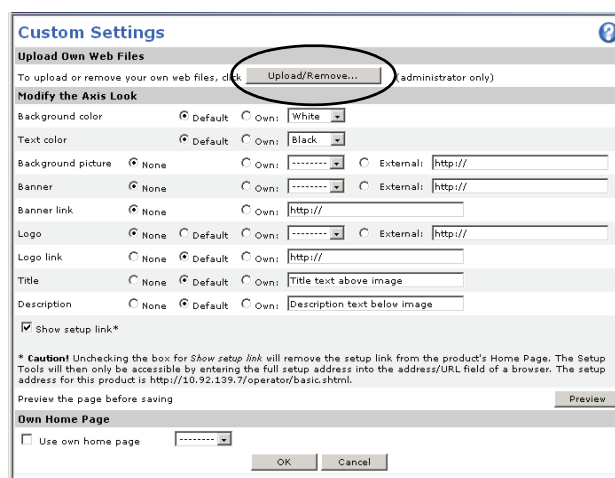 Custom Settings
Upload Own Web Files
To upload or remove your own web files, click Upload/Remove... (administrator only)
Modify the Axis Look
Background color Default Own: White
Text color Default Own: Black
Background picture None Own: -------- External: http://
Banner None Own: -------- External: http://
Banner link None Own: http://
Logo None Default Own: -------- External: http://
Logo link None Default Own: http://
Title None Default Own: Title text above image
Description None Default Own: Description text below image
Show setup link*
* Caution! Unchecking the box for Show setup link will remove the setup link from the product's Home Page. The Setup
Tools will then only be accessible by entering the full setup address into the address/URL field of a browser. The setup
address for this product is http://10.92.139.7/operator/basic.shtml.
Preview the page before saving Preview
Own Home Page
Use own home page --------
OK Cancel